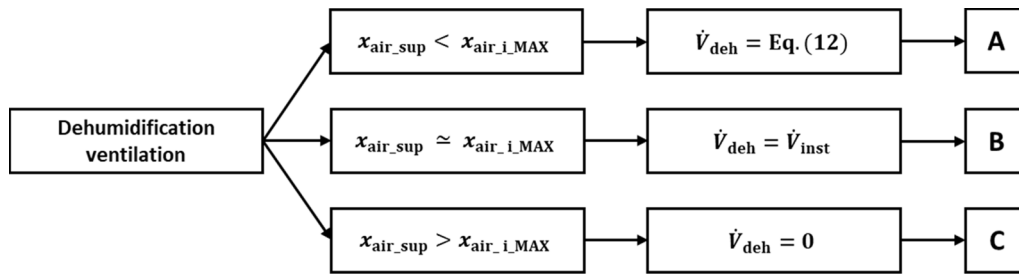 x_air_sup < x_air_i_MAX
V̇_deh = Eq. (12)
A
Dehumidification
ventilation
x_air_sup ≃ x_air_i_MAX
V̇_deh = V̇_inst
B
x_air_sup > x_air_i_MAX
V̇_deh = 0
C